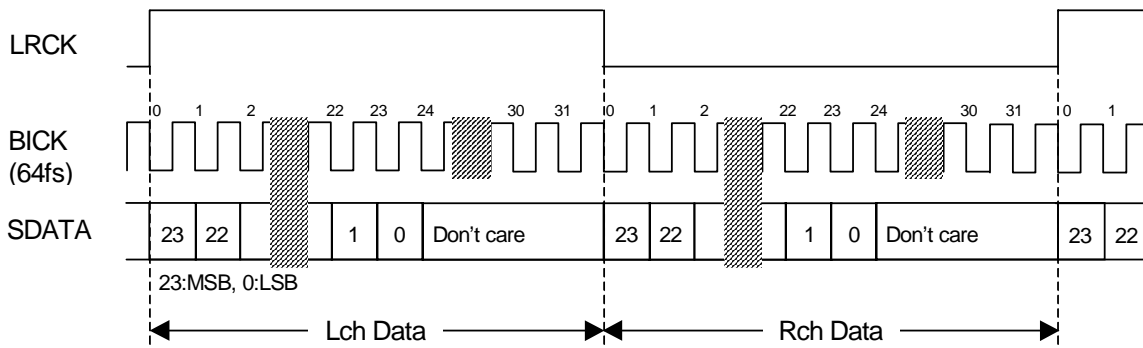 LRCK
0 1 2 22 23 24 30 31 0 1 2 22 23 24 30 31 0 1
BICK
(64fs)
SDATA 23 22 1 0 Don't care 23 22 1 0 Don't care 23 22
23:MSB, 0:LSB
Lch Data Rch Data